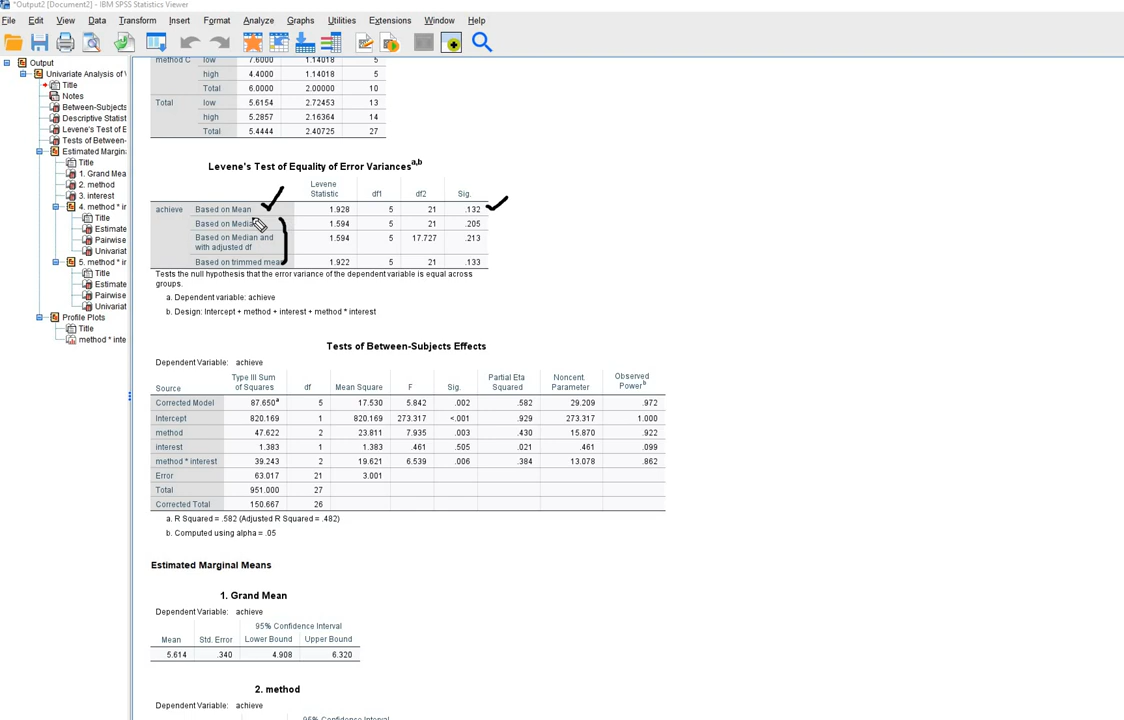 *Output2 [Document2] - IBM SPSS Statistics Viewer
File Edit View Data Transform Insert Format Analyze Graphs Utilities Extensions Window Help
Output
Univariate Analysis of V
Title
Notes
Between-Subjects
Descriptive Statist
Levene's Test of E
Tests of Between-
Estimated Margina
Title
1. Grand Mea
2. method
3. interest
4. method * ir
Title
Estimate
Pairwise
Univariat
5. method * ir
Title
Estimate
Pairwise
Univariat
Profile Plots
Title
method * inte
method C low 7.6000 1.14018 5
high 4.4000 1.14018 5
Total 6.0000 2.00000 10
Total low 5.6154 2.72453 13
high 5.2857 2.16364 14
Total 5.4444 2.40725 27
Levene's Test of Equality of Error Variancesa,b
Levene
Statistic df1 df2 Sig.
achieve Based on Mean 1.928 5 21 .132
Based on Media 1.594 5 21 .205
Based on Median and
with adjusted df 1.594 5 17.727 .213
Based on trimmed mean 1.922 5 21 .133
Tests the null hypothesis that the error variance of the dependent variable is equal across
groups.
a. Dependent variable: achieve
b. Design: Intercept + method + interest + method * interest
Tests of Between-Subjects Effects
Dependent Variable: achieve
Source Type III Sum of Squares df Mean Square F Sig. Partial Eta Squared Noncent. Parameter Observed Powerb
Corrected Model 87.650a 5 17.530 5.842 .002 .582 29.209 .972
Intercept 820.169 1 820.169 273.317 <.001 .929 273.317 1.000
method 47.622 2 23.811 7.935 .003 .430 15.870 .922
interest 1.383 1 1.383 .461 .505 .021 .461 .099
method * interest 39.243 2 19.621 6.539 .006 .384 13.078 .862
Error 63.017 21 3.001
Total 951.000 27
Corrected Total 150.667 26
a. R Squared = .582 (Adjusted R Squared = .482)
b. Computed using alpha = .05
Estimated Marginal Means
1. Grand Mean
Dependent Variable: achieve
95% Confidence Interval
Mean Std. Error Lower Bound Upper Bound
5.614 .340 4.908 6.320
2. method
Dependent Variable: achieve
95% Confidence Interval